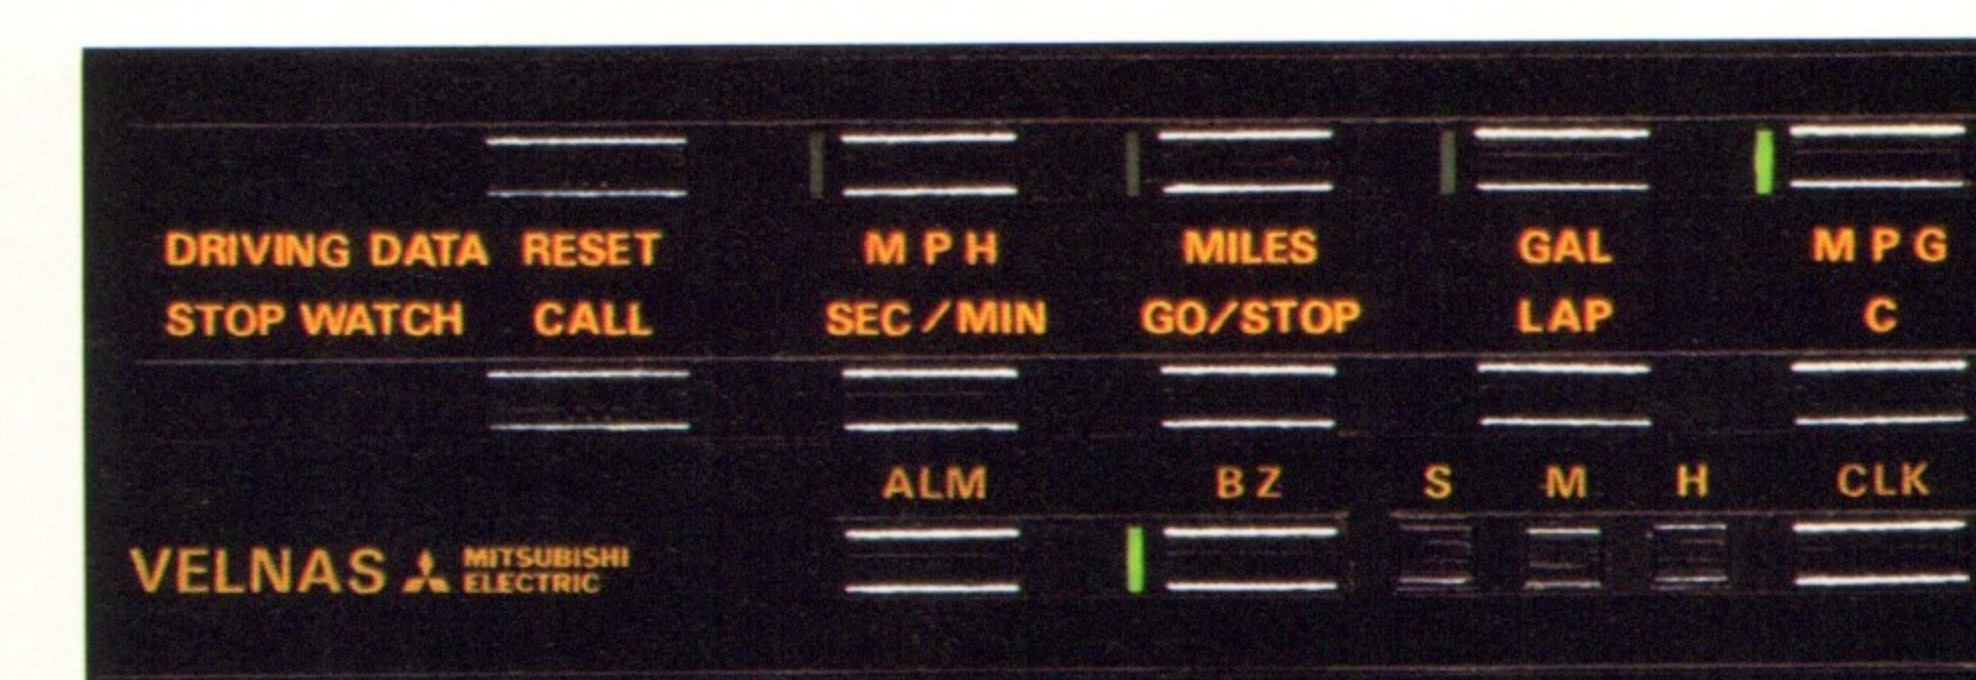 DRIVING DATA RESET M P H MILES GAL M P G
STOP WATCH CALL SEC/MIN GO/STOP LAP C
ALM BZ S M H CLK
VELNAS MITSUBISHI
ELECTRIC